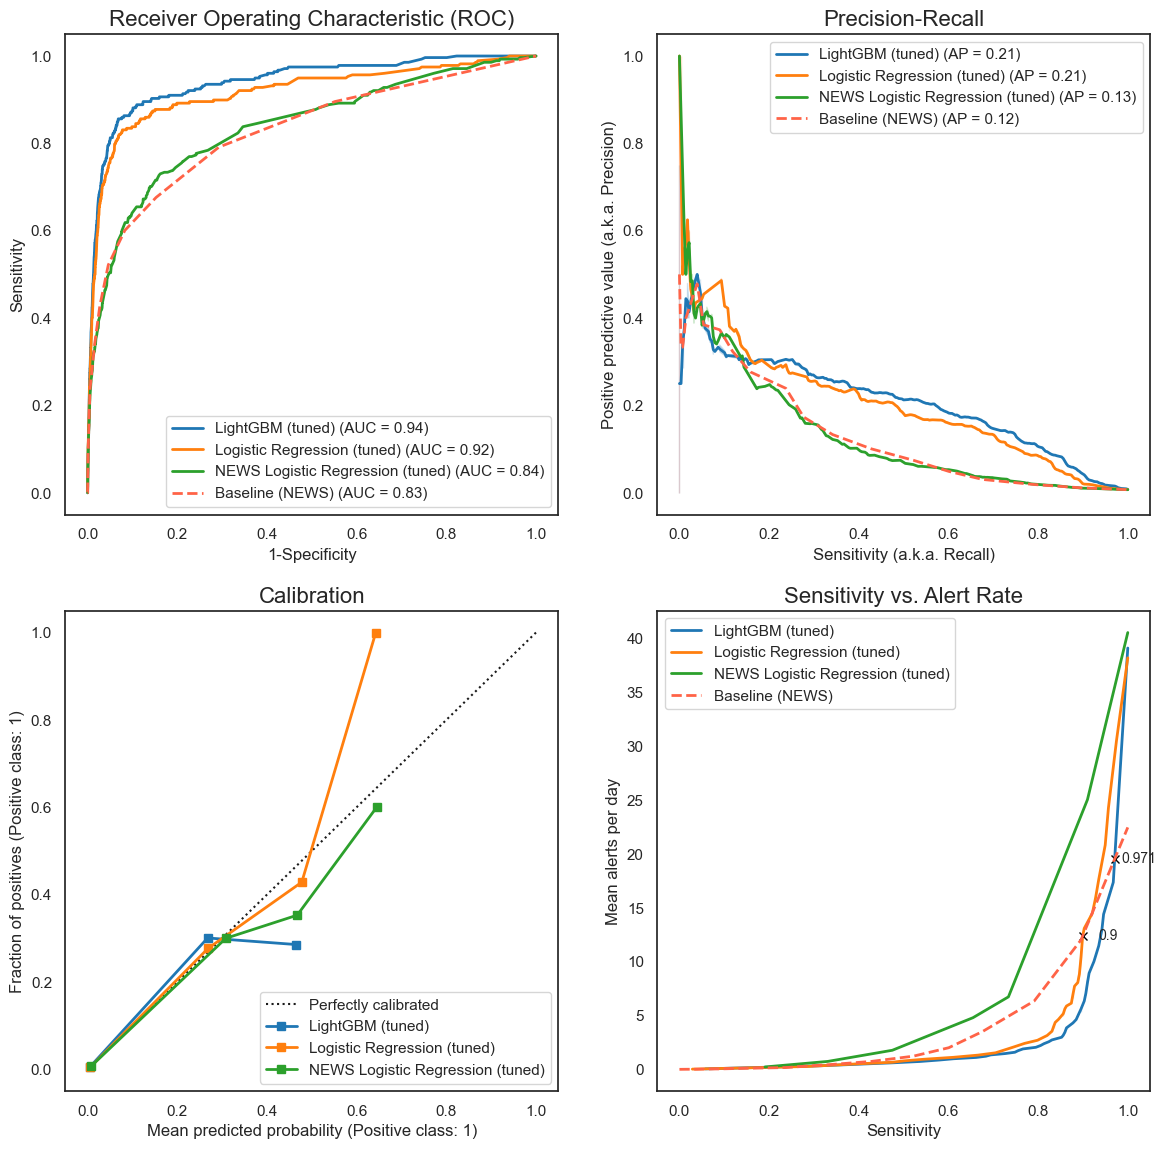 Receiver Operating Characteristic (ROC)
1.0
0.8
0.6
0.4
0.2
0.0
Sensitivity
LightGBM (tuned) (AUC = 0.94)
Logistic Regression (tuned) (AUC = 0.92)
NEWS Logistic Regression (tuned) (AUC = 0.84)
Baseline (NEWS) (AUC = 0.83)
0.0 0.2 0.4 0.6 0.8 1.0
1-Specificity
Precision-Recall
1.0
0.8
0.6
0.4
0.2
0.0
Positive predictive value (a.k.a. Precision)
LightGBM (tuned) (AP = 0.21)
Logistic Regression (tuned) (AP = 0.21)
NEWS Logistic Regression (tuned) (AP = 0.13)
Baseline (NEWS) (AP = 0.12)
0.0 0.2 0.4 0.6 0.8 1.0
Sensitivity (a.k.a. Recall)
Calibration
1.0
0.8
0.6
0.4
0.2
0.0
Fraction of positives (Positive class: 1)
Perfectly calibrated
LightGBM (tuned)
Logistic Regression (tuned)
NEWS Logistic Regression (tuned)
0.0 0.2 0.4 0.6 0.8 1.0
Mean predicted probability (Positive class: 1)
Sensitivity vs. Alert Rate
40
35
30
25
20
15
10
5
0
Mean alerts per day
LightGBM (tuned)
Logistic Regression (tuned)
NEWS Logistic Regression (tuned)
Baseline (NEWS)
0.971
0.9
0.0 0.2 0.4 0.6 0.8 1.0
Sensitivity